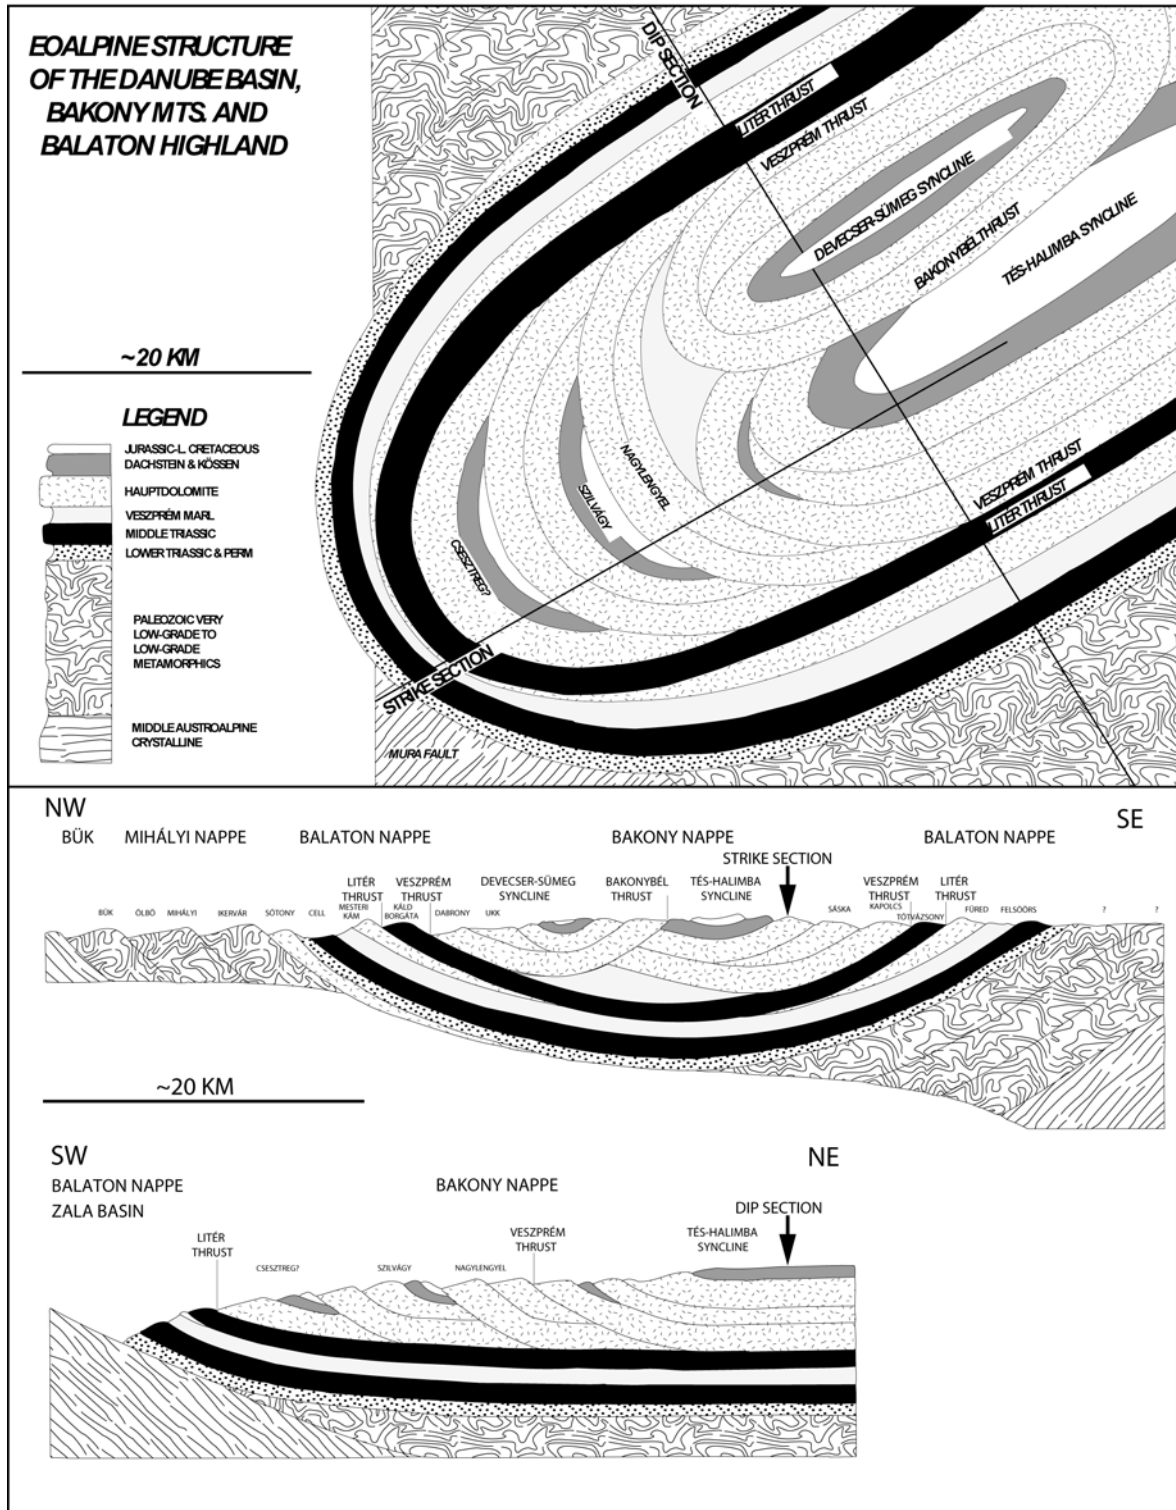 EOALPINE STRUCTURE
OF THE DANUBE BASIN,
BAKONY MTS. AND
BALATON HIGHLAND
DIP SECTION
LITÉR THRUST
VESZPRÉM THRUST
DEVECSER-SÜMEG SYNCLINE
BAKONYBÉL THRUST
TÉS-HALIMBA SYNCLINE
~20 KM
LEGEND
JURASSIC-L. CRETACEOUS
DACHSTEIN & KÖSSEN
HAUPTDOLOMITE
VESZPRÉM MARL
MIDDLE TRIASSIC
LOWER TRIASSIC & PERM
PALEOZOIC VERY
LOW-GRADE TO
LOW-GRADE
METAMORPHICS
MIDDLE AUSTROALPINE
CRYSTALLINE
NAGYLENGYEL
SZILVÁGY
CSESZTREG?
VESZPRÉM THRUST
LITÉR THRUST
STRIKE SECTION
MURA FAULT
NW
SE
BÜK MIHÁLYI NAPPE BALATON NAPPE BAKONY NAPPE BALATON NAPPE
STRIKE SECTION
LITÉR
THRUST
VESZPRÉM
THRUST
DEVECSER-SÜMEG
SYNCLINE
BAKONYBÉL
THRUST
TÉS-HALIMBA
SYNCLINE
VESZPRÉM
THRUST
LITÉR
THRUST
BÜK ÖLBŐ MIHÁLYI IKERVÁR SÓTONY CELL
MESTERI
KÁM
KÁLD
BORGÁTA
DABRONY UKK
SÁSKA KAPOLCS
TÓTVÁZSONY
FÜRED FELSŐÖRS ? ?
~20 KM
SW
NE
BALATON NAPPE
ZALA BASIN
BAKONY NAPPE
DIP SECTION
LITÉR
THRUST
VESZPRÉM
THRUST
TÉS-HALIMBA
SYNCLINE
CSESZTREG? SZILVÁGY NAGYLENGYEL